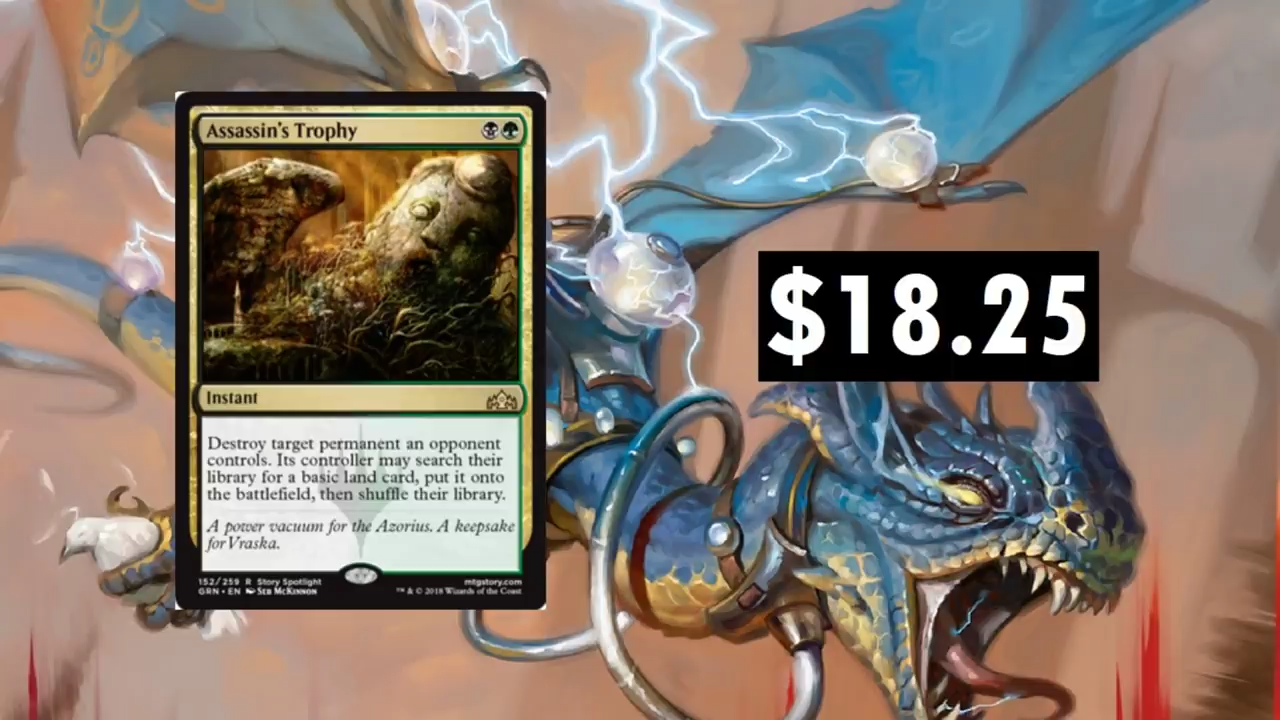 Assassin's Trophy
$18.25
Instant
Destroy target permanent an opponent
controls. Its controller may search their
library for a basic land card, put it onto
the battlefield, then shuffle their library.
A power vacuum for the Azorius. A keepsake
for Vraska.
152/259 R Story Spotlight
mtgstory.com
GRN • EN SEB MCKINNON
™ & © 2018 Wizards of the Coast